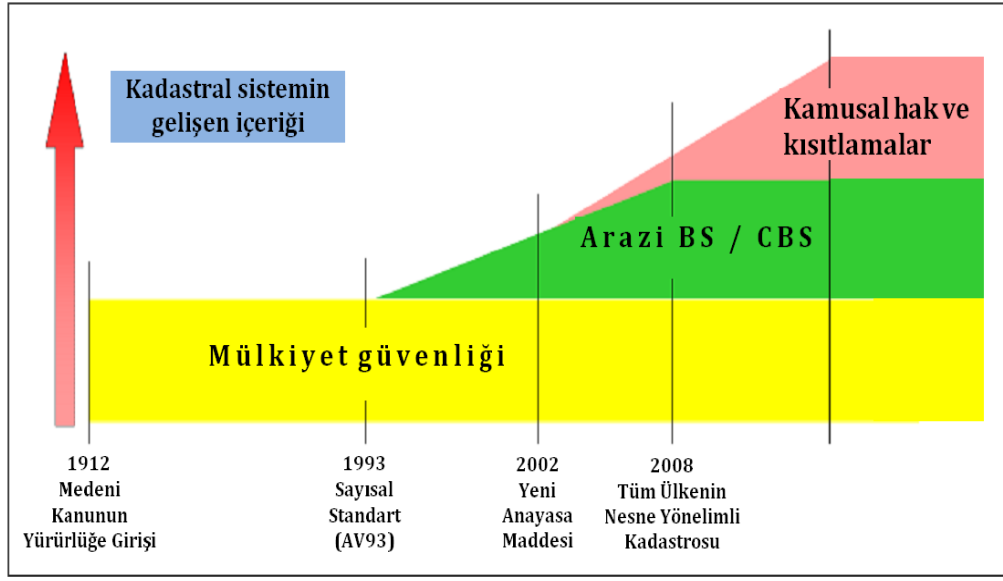 Kadastral sistemin
gelişen içeriği
Kamusal hak ve
kısıtlamalar
Arazi BS / CBS
Mülkiyet güvenliği
1912
Medeni
Kanunun
Yürürlüğe Girişi
1993
Sayısal
Standart
(AV93)
2002
Yeni
Anayasa
Maddesi
2008
Tüm Ülkenin
Nesne Yönelimli
Kadastrosu